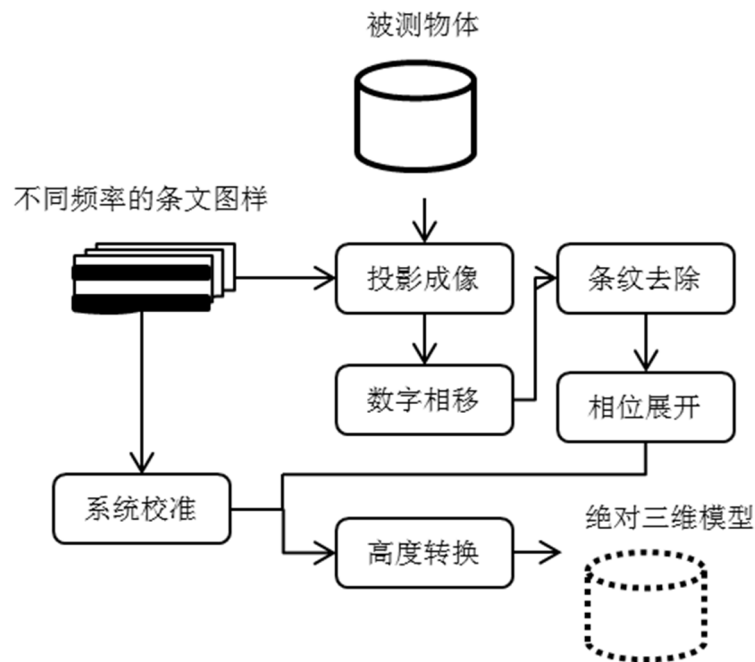 被测物体
不同频率的条文图样
投影成像
条纹去除
数字相移
相位展开
系统校准
绝对三维模型
高度转换